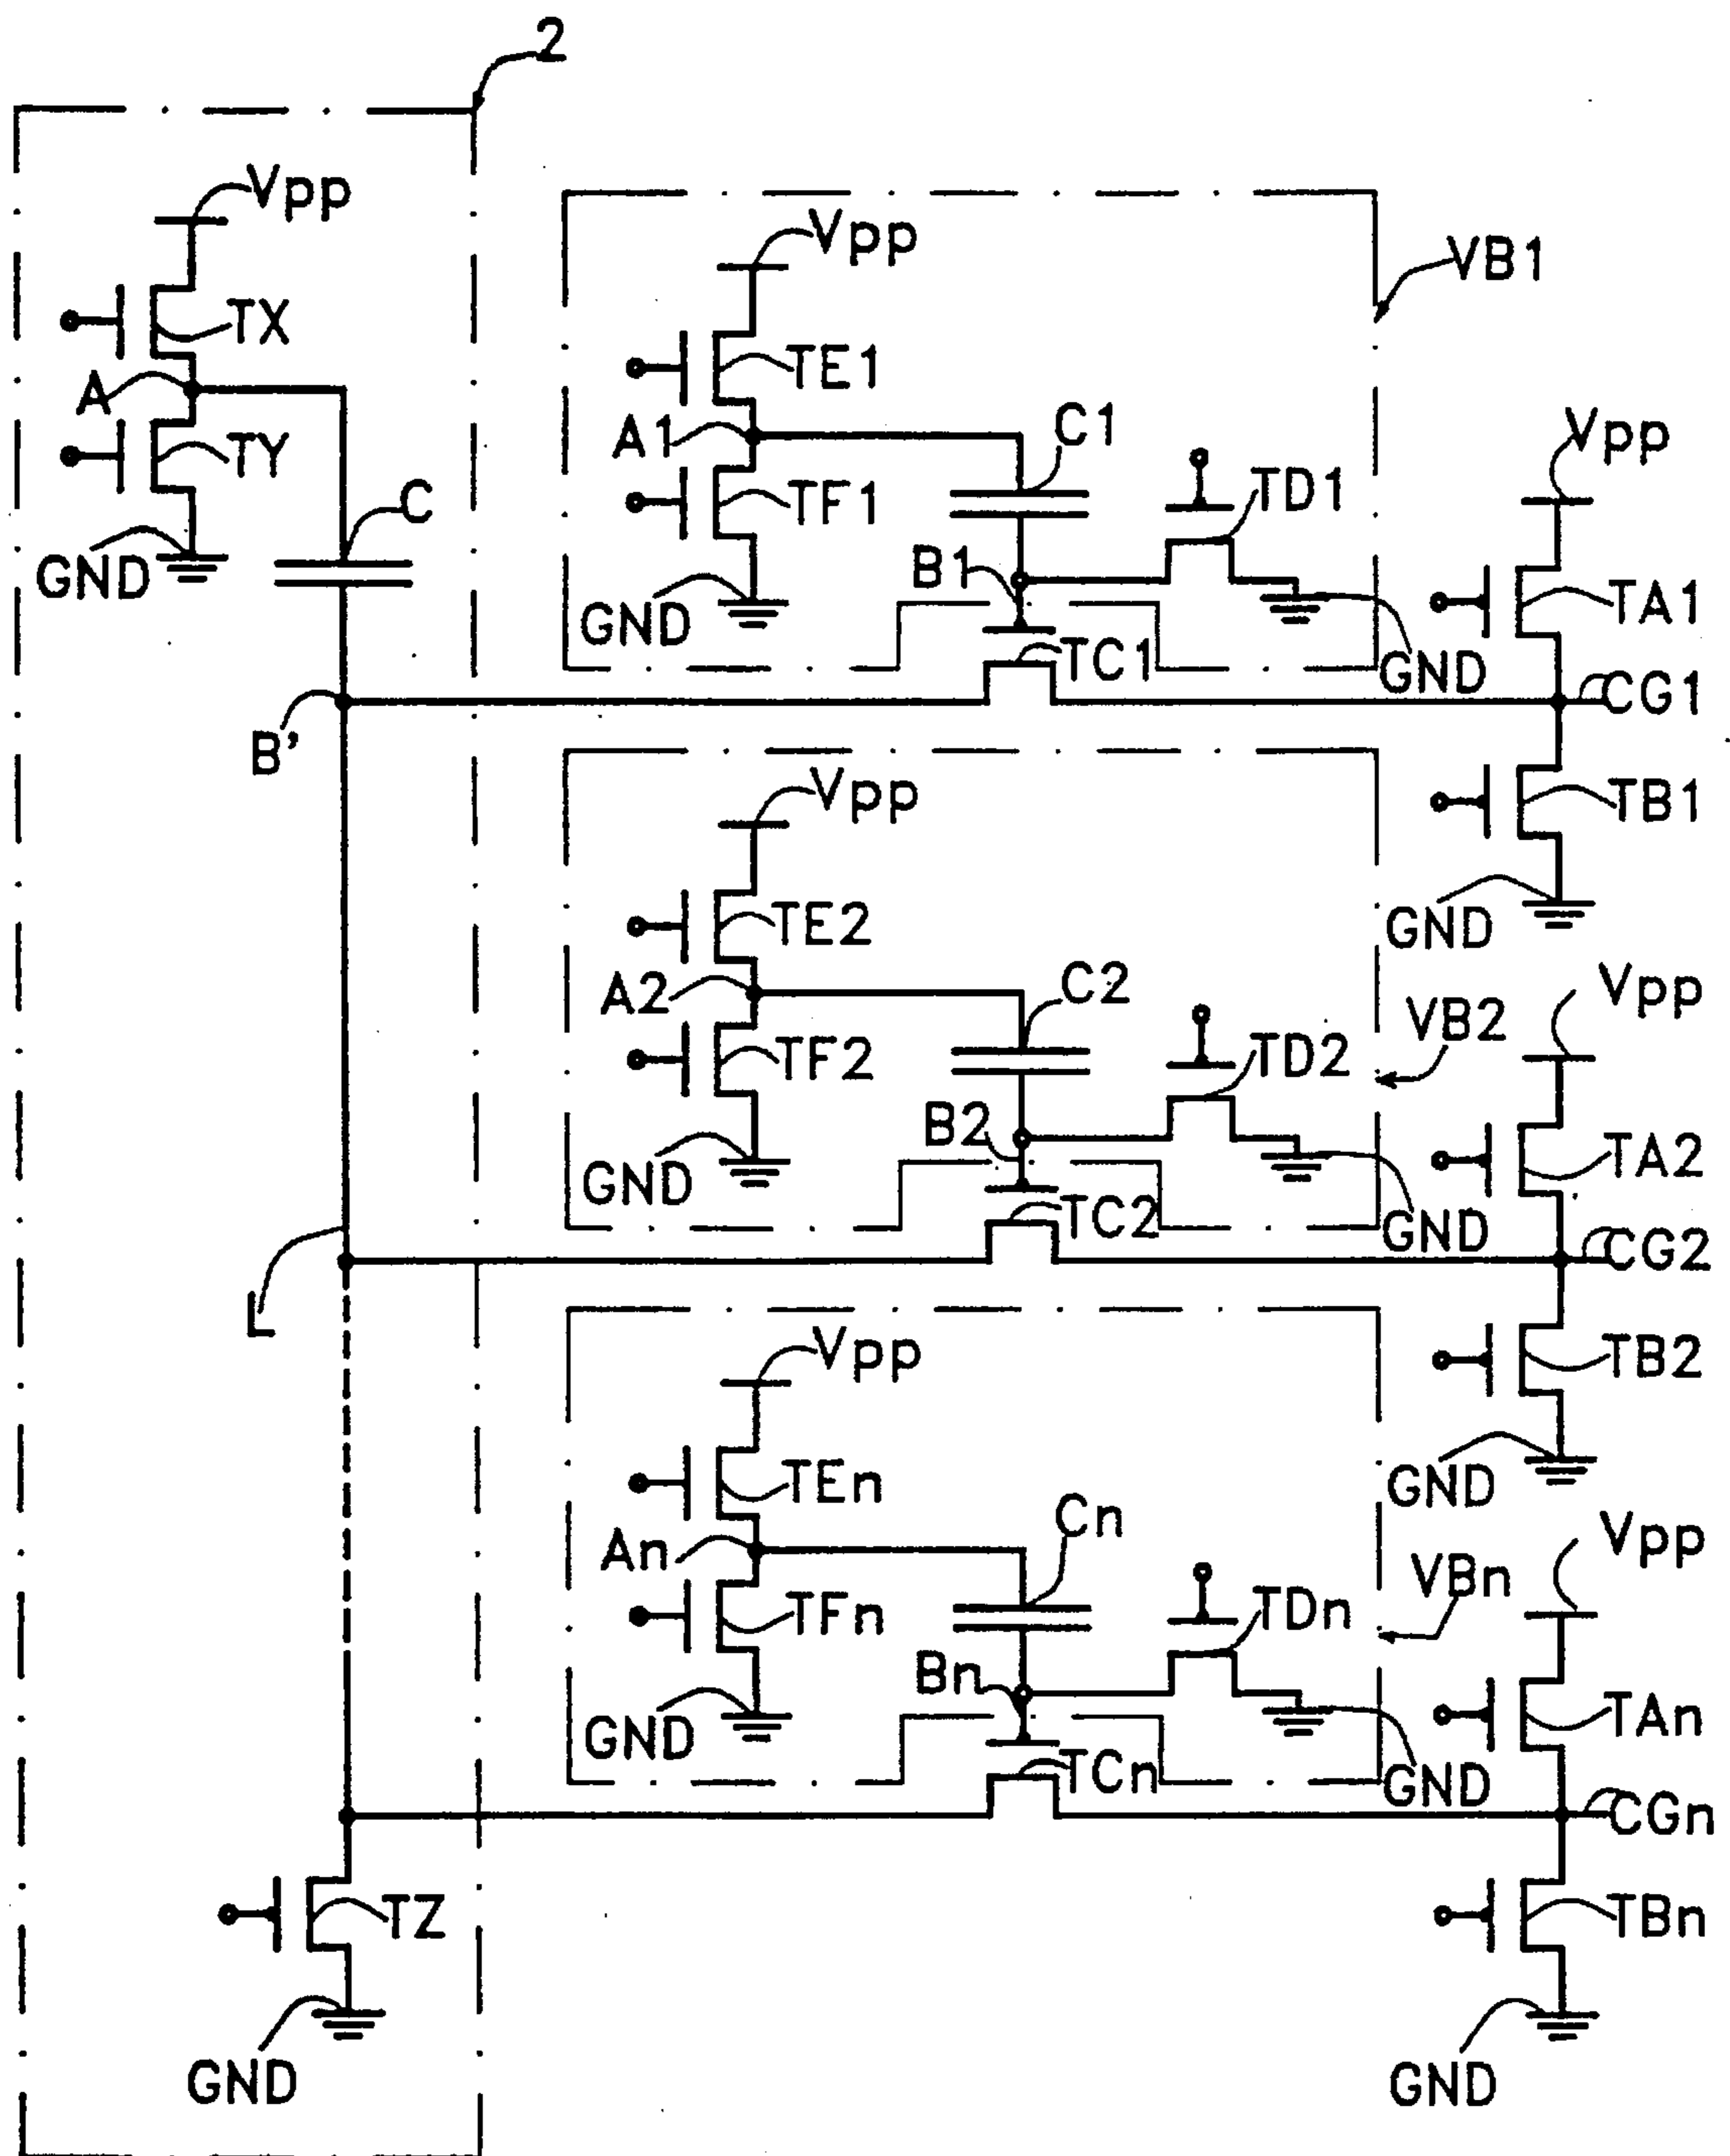 2
Vpp
Vpp
VB1
TX
TE1
A
A1
C1
Vpp
TY
TF1
TD1
C
GND
B1
TA1
GND
TC1
GND
CG1
B'
Vpp
TB1
TE2
GND
A2
C2
Vpp
VB2
TF2
TD2
B2
TA2
GND
TC2
GND
CG2
L
Vpp
TB2
TEn
GND
An
Cn
Vpp
VBn
TFn
TDn
Bn
TAn
GND
TCn
GND
CGn
TZ
TBn
GND
GND